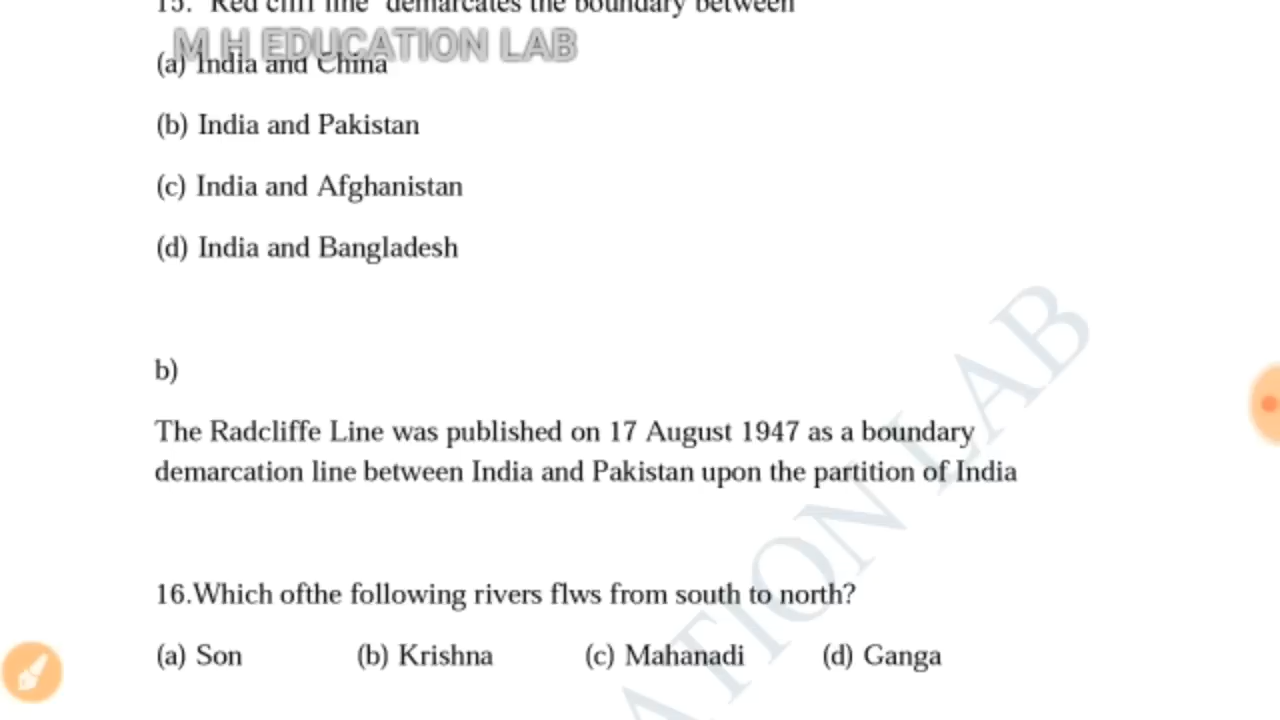 15. "Red cliff line" demarcates the boundary between
M H EDUCATION LAB
(a) India and China
(b) India and Pakistan
(c) India and Afghanistan
(d) India and Bangladesh
b)
The Radcliffe Line was published on 17 August 1947 as a boundary
demarcation line between India and Pakistan upon the partition of India
16.Which ofthe following rivers flws from south to north?
(a) Son (b) Krishna (c) Mahanadi (d) Ganga
ATION LAB